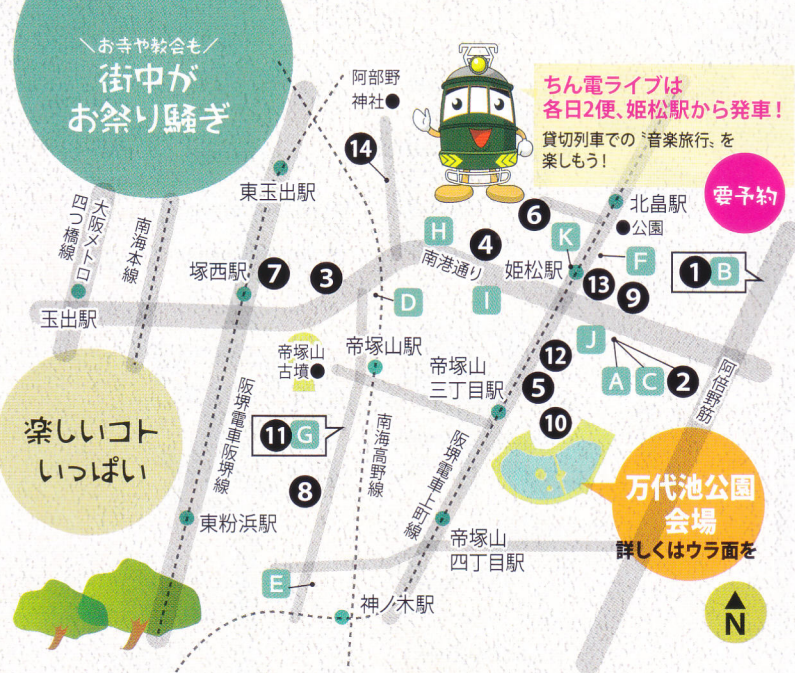 ＼お寺や教会も／
街中が
お祭り騒ぎ
阿部野
神社●
ちん電ライブは
各日2便、姫松駅から発車！
貸切列車での〝音楽旅行〟を
楽しもう！
要予約
14
東玉出駅
北畠駅
●公園
6
H
4
K
F
1 B
大阪メトロ
四つ橋線
南海本線
塚西駅
7
3
南港通り
姫松駅
13
9
I
D
玉出駅
帝塚山
古墳●
帝塚山駅
J
12
帝塚山
三丁目駅
5
A
C
2
阿倍野筋
10
楽しいコト
いっぱい
阪堺電車阪堺線
11 G
南海高野線
阪堺電車上町線
8
万代池公園
会場
詳しくはウラ面を
東粉浜駅
帝塚山
四丁目駅
E
神ノ木駅
N